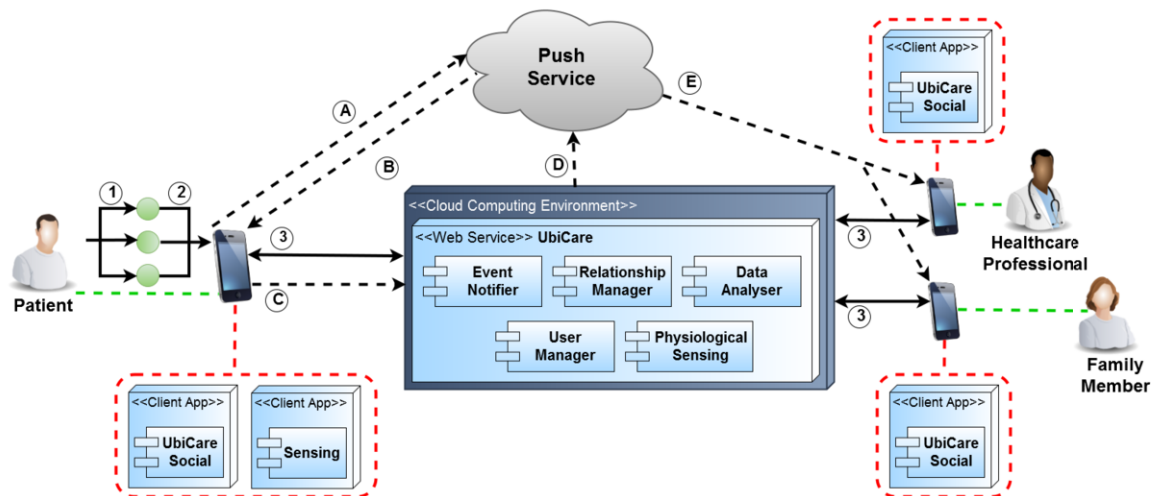 Push
Service
A
B
E
D
<<Client App>>
UbiCare
Social
1
2
3
C
Patient
<<Cloud Computing Environment>>
<<Web Service>> UbiCare
Event
Notifier
Relationship
Manager
Data
Analyser
User
Manager
Physiological
Sensing
3
3
Healthcare
Professional
Family
Member
<<Client App>>
UbiCare
Social
<<Client App>>
Sensing
<<Client App>>
UbiCare
Social